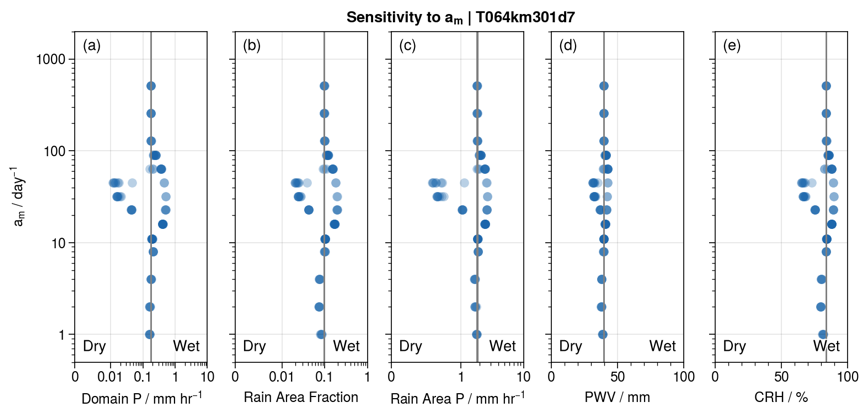 Sensitivity to aₘ | T064km301d7
(a) (b) (c) (d) (e)
1000
100
10
1
aₘ / day⁻¹
Dry Wet Dry Wet Dry Wet Dry Wet Dry Wet
0 0.01 0.1 1 10 0 0.01 0.1 1 0 1 10 0 50 100 0 50 100
Domain P / mm hr⁻¹ Rain Area Fraction Rain Area P / mm hr⁻¹ PWV / mm CRH / %